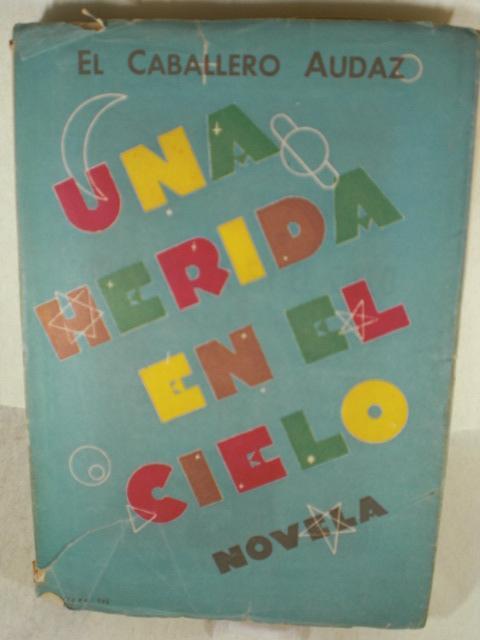 EL CABALLERO AUDAZ
UNA
HERIDA
EN EL
CIELO
NOVELA